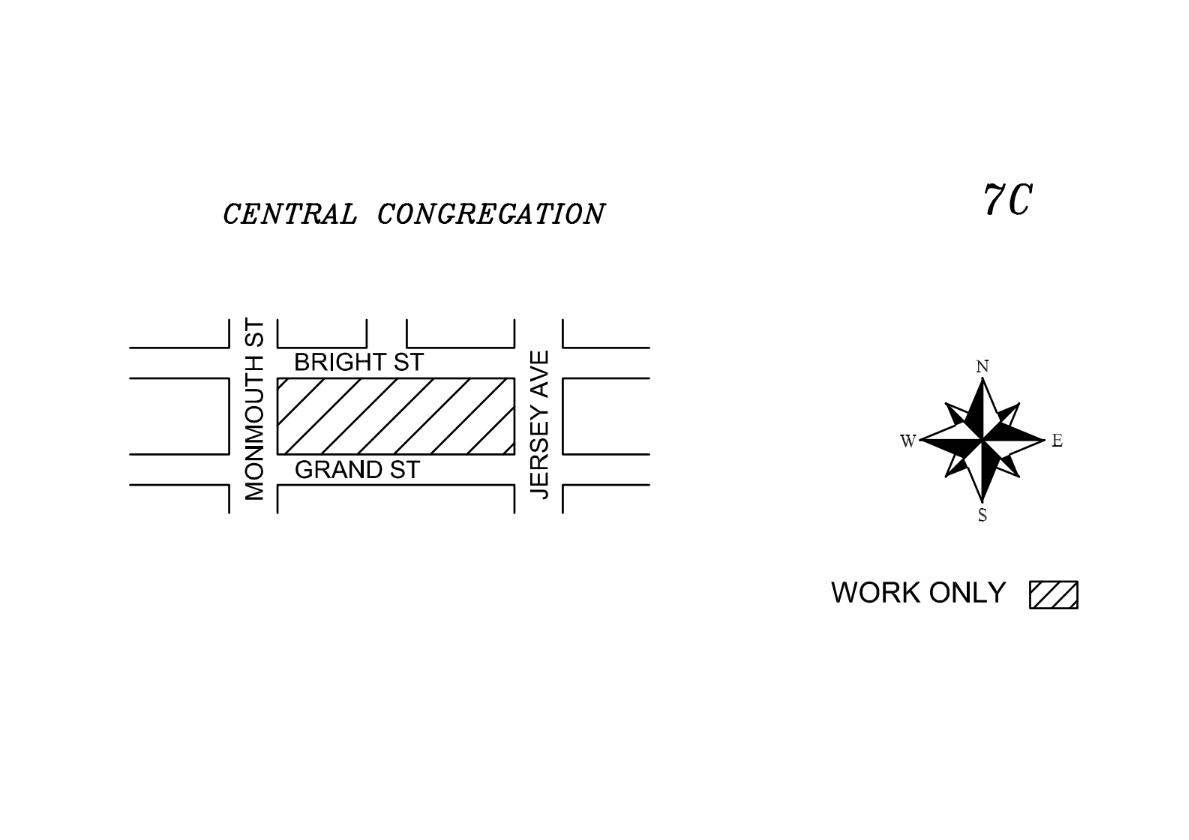 CENTRAL CONGREGATION
7C
MONMOUTH ST
BRIGHT ST
JERSEY AVE
GRAND ST
N
W
E
S
WORK ONLY